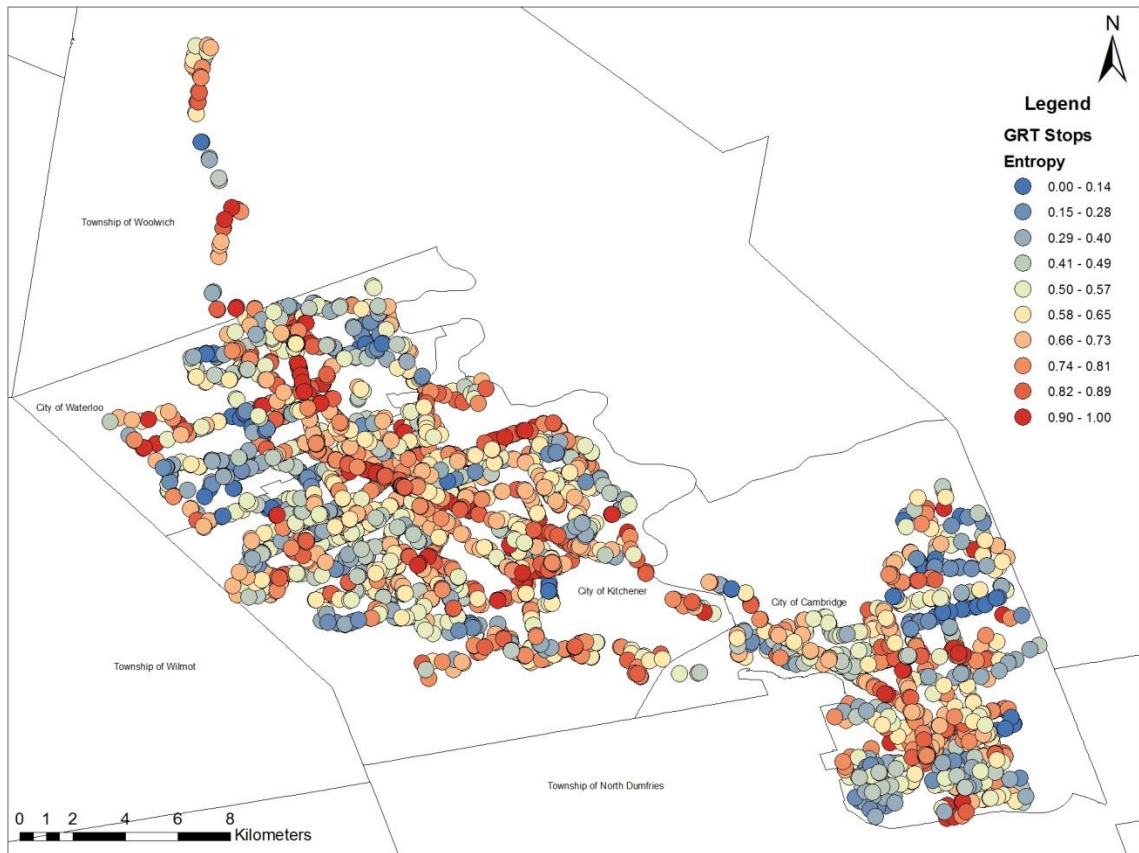 N
Legend
GRT Stops
Entropy
0.00 - 0.14
0.15 - 0.28
0.29 - 0.40
0.41 - 0.49
0.50 - 0.57
0.58 - 0.65
0.66 - 0.73
0.74 - 0.81
0.82 - 0.89
0.90 - 1.00
Township of Woolwich
City of Waterloo
City of Kitchener
City of Cambridge
Township of Wilmot
Township of North Dumfries
0 1 2 4 6 8
Kilometers